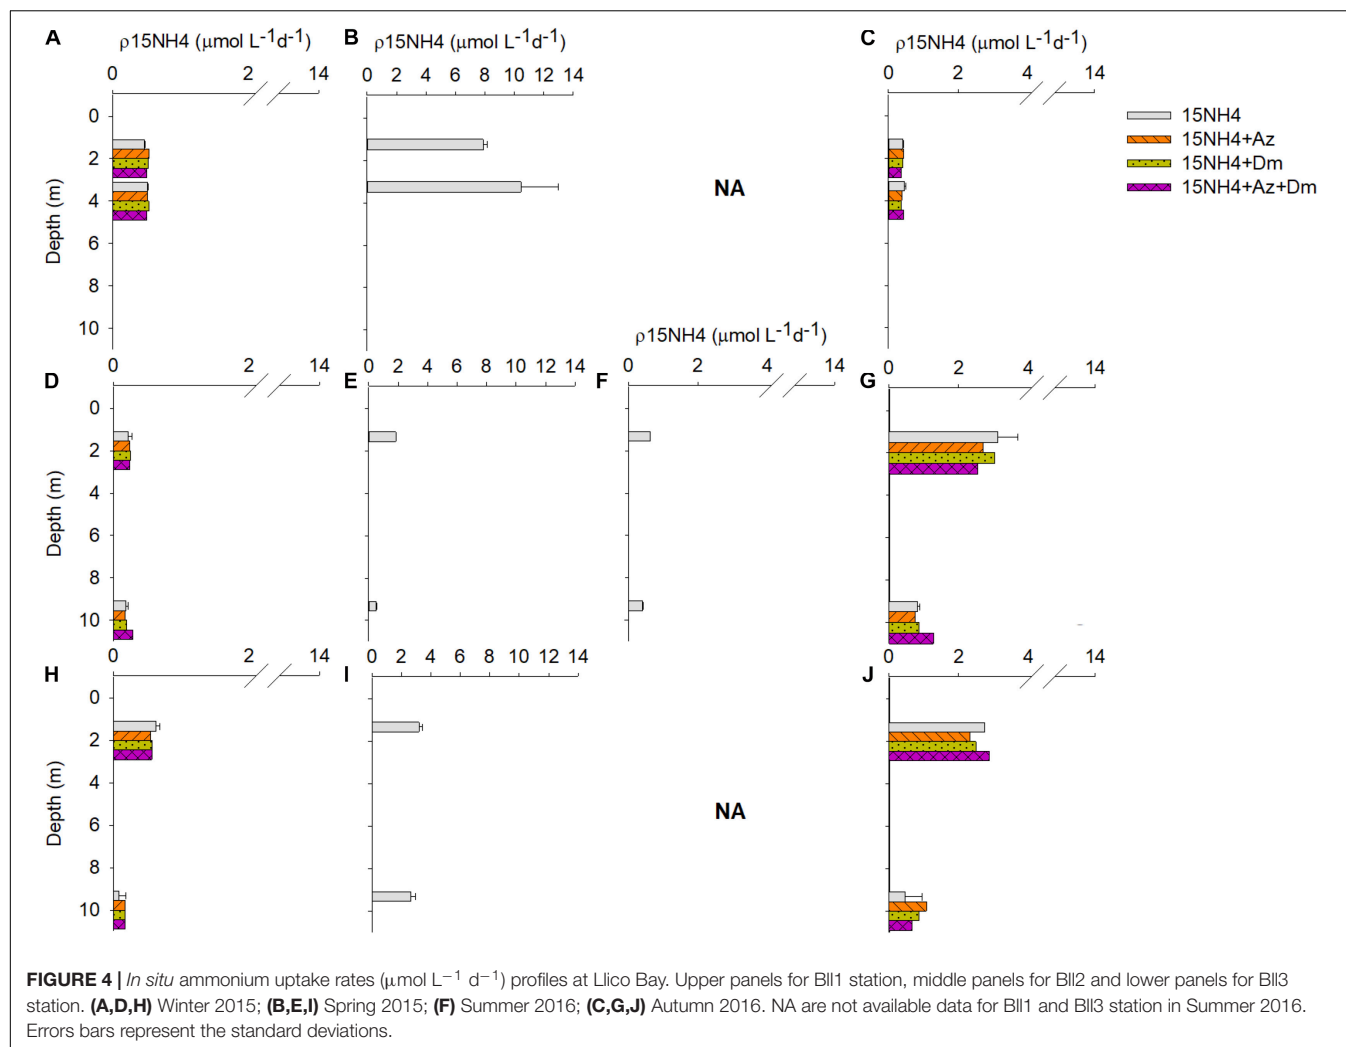 A ρ15NH4 (μmol L⁻¹d⁻¹) B ρ15NH4 (μmol L⁻¹d⁻¹) C ρ15NH4 (μmol L⁻¹d⁻¹)
0 2 14 0 2 4 6 8 10 12 14 0 2 4 14
15NH4
15NH4+Az
15NH4+Dm
15NH4+Az+Dm
Depth (m)
0
2
4
6
8
10
NA
ρ15NH4 (μmol L⁻¹d⁻¹)
D 0 2 14 E 0 2 4 6 8 10 12 14 F 0 2 4 14 G 0 2 4 14
Depth (m)
0
2
4
6
8
10
H 0 2 14 I 0 2 4 6 8 10 12 14 J 0 2 4 14
Depth (m)
0
2
4
6
8
10
NA
FIGURE 4 | In situ ammonium uptake rates (μmol L⁻¹ d⁻¹) profiles at Llico Bay. Upper panels for Bll1 station, middle panels for Bll2 and lower panels for Bll3
station. (A,D,H) Winter 2015; (B,E,I) Spring 2015; (F) Summer 2016; (C,G,J) Autumn 2016. NA are not available data for Bll1 and Bll3 station in Summer 2016.
Errors bars represent the standard deviations.